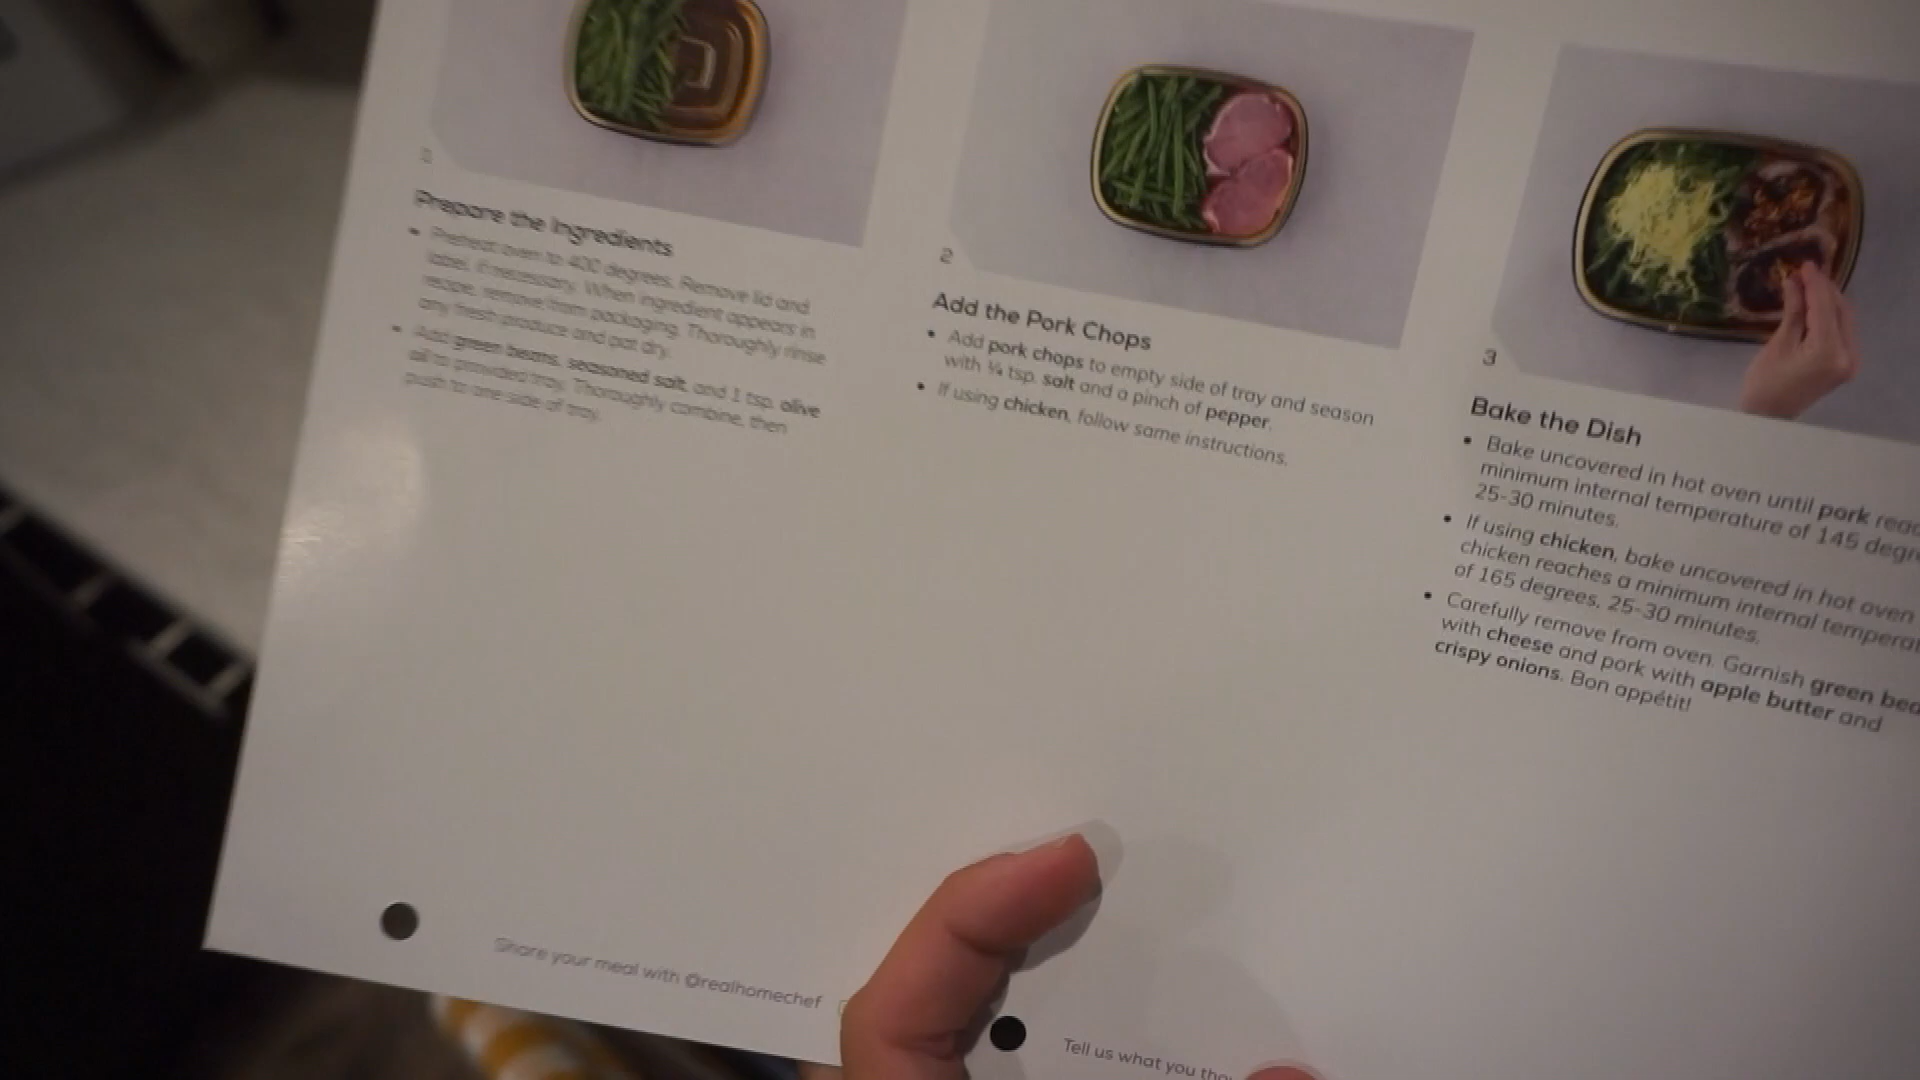 1
Prepare the Ingredients
• Preheat oven to 400 degrees. Remove lid and
label, if necessary. When ingredient appears in
recipe, remove from packaging. Thoroughly rinse
any fresh produce and pat dry.
• Add green beans, seasoned salt, and 1 tsp. olive
oil to provided tray. Thoroughly combine, then
push to one side of tray.
2
Add the Pork Chops
• Add pork chops to empty side of tray and season
with ¼ tsp. salt and a pinch of pepper.
• If using chicken, follow same instructions.
3
Bake the Dish
• Bake uncovered in hot oven until pork reac
minimum internal temperature of 145 degre
25-30 minutes.
• If using chicken, bake uncovered in hot oven
chicken reaches a minimum internal temperat
of 165 degrees, 25-30 minutes.
• Carefully remove from oven. Garnish green bea
with cheese and pork with apple butter and
crispy onions. Bon appétit!
Share your meal with @realhomechef
Tell us what you tho